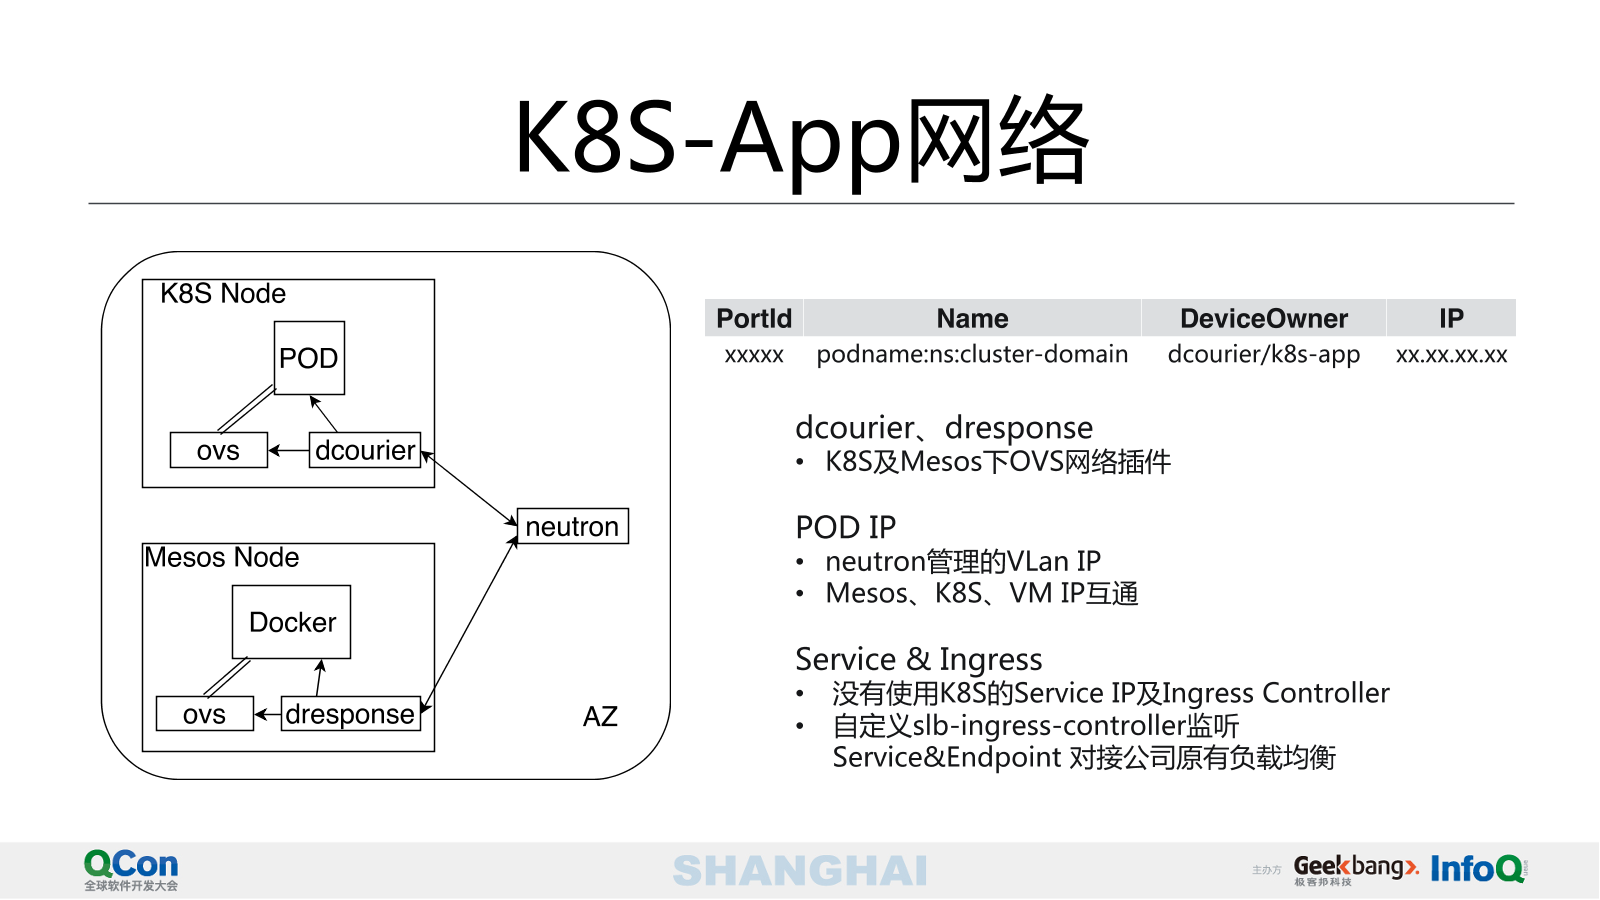 K8S-App网络
K8S Node
POD
ovs
dcourier
neutron
Mesos Node
Docker
ovs
dresponse
AZ
PortId Name DeviceOwner IP
xxxxx podname:ns:cluster-domain dcourier/k8s-app xx.xx.xx.xx
dcourier、dresponse
• K8S及Mesos下OVS网络插件
POD IP
• neutron管理的VLan IP
• Mesos、K8S、VM IP互通
Service & Ingress
• 没有使用K8S的Service IP及Ingress Controller
• 自定义slb-ingress-controller监听
Service&Endpoint 对接公司原有负载均衡
QCon
全球软件开发大会
SHANGHAI
主办方
Geekbang
极客邦科技
InfoQ